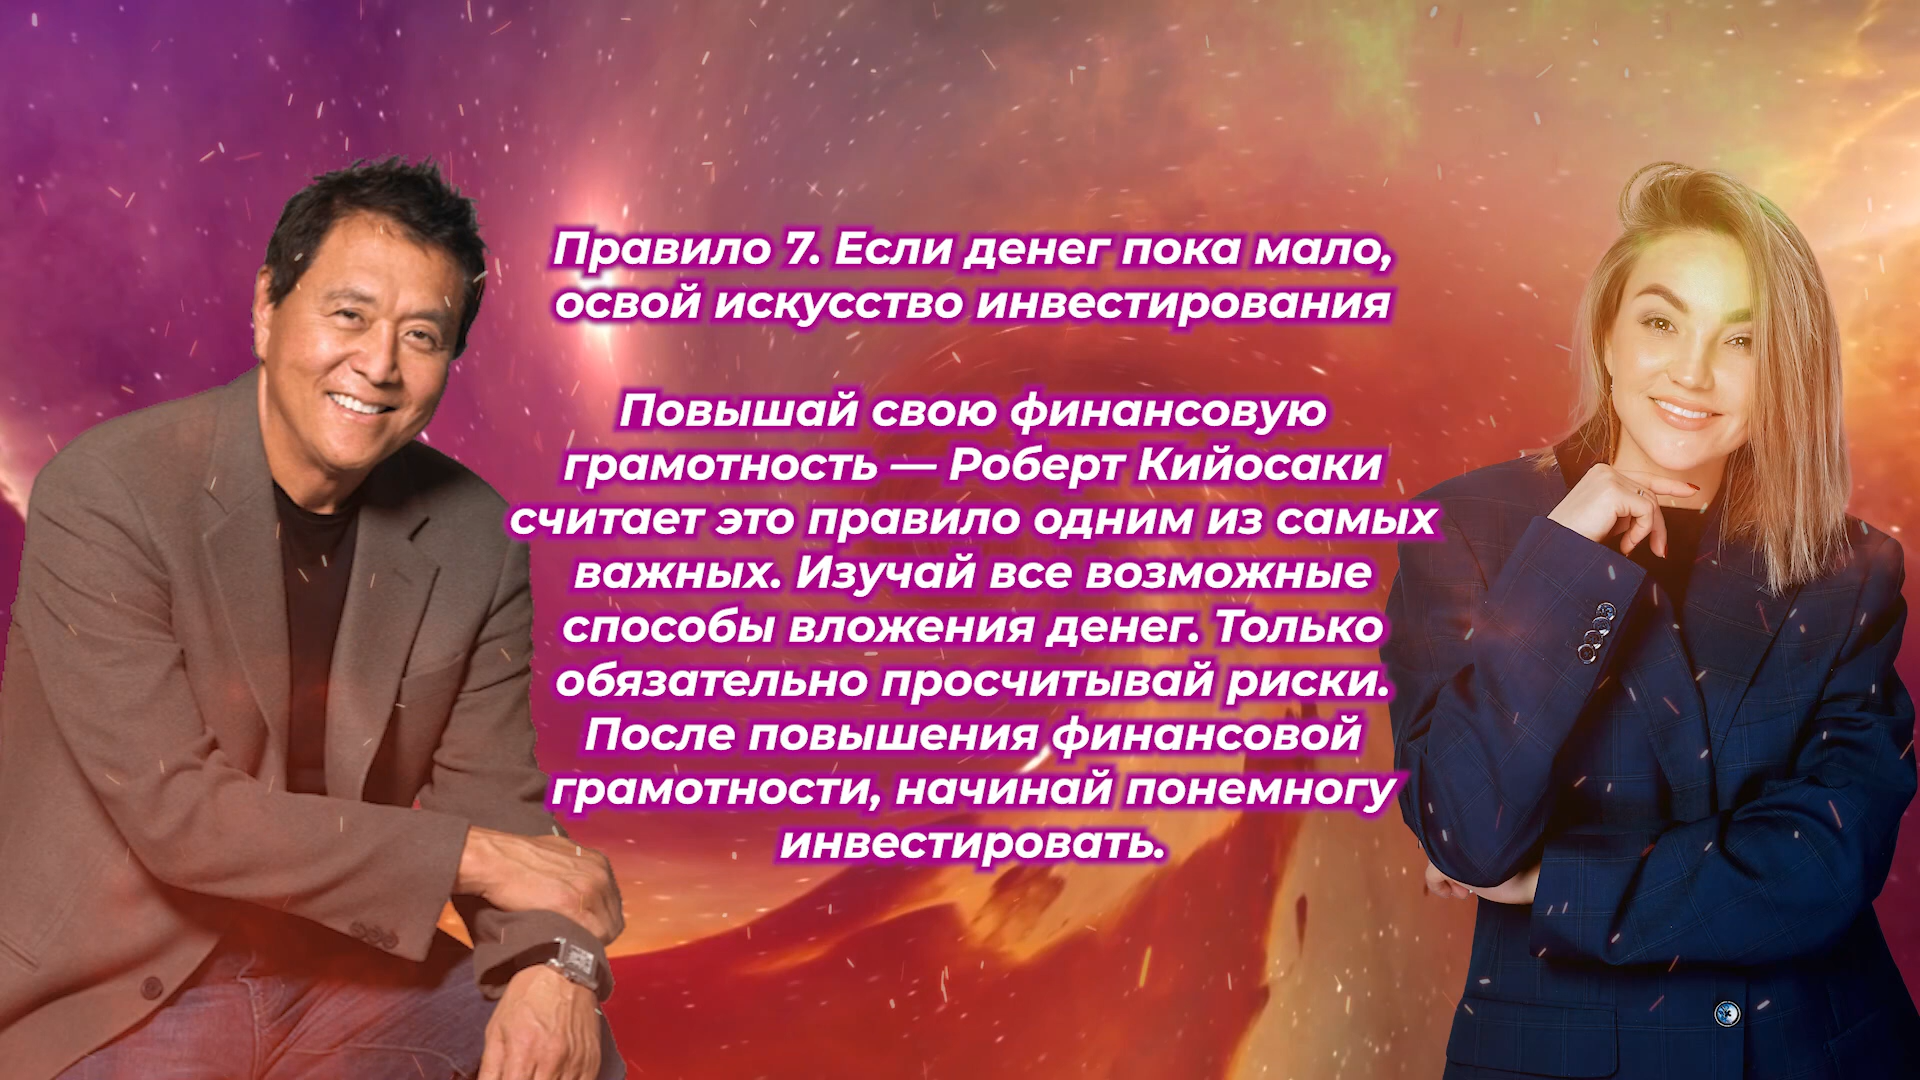 Правило 7. Если денег пока мало,
освой искусство инвестирования
Повышай свою финансовую
грамотность — Роберт Кийосаки
считает это правило одним из самых
важных. Изучай все возможные
способы вложения денег. Только
обязательно просчитывай риски.
После повышения финансовой
грамотности, начинай понемногу
инвестировать.